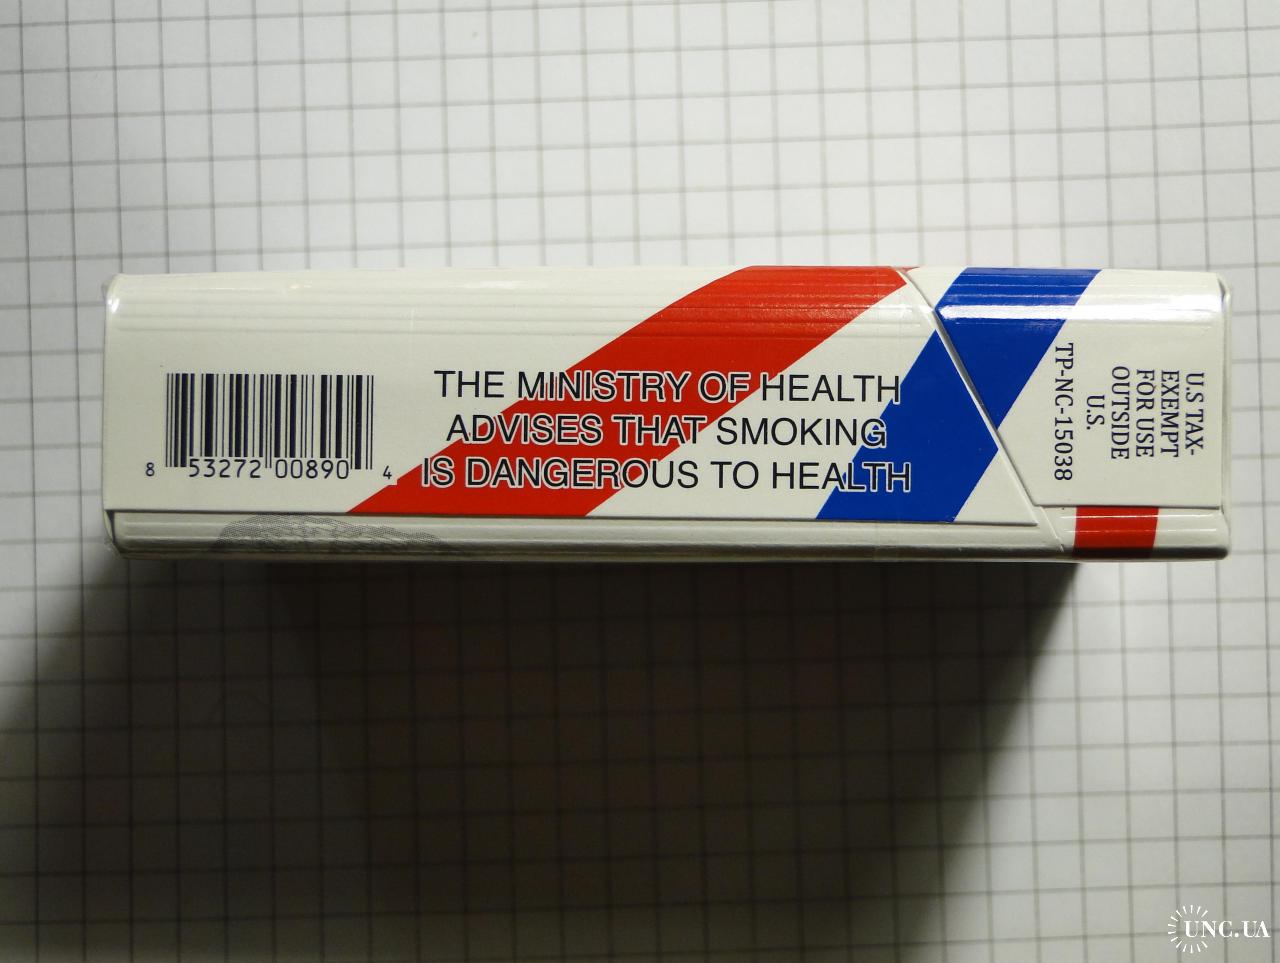 THE MINISTRY OF HEALTH
ADVISES THAT SMOKING
IS DANGEROUS TO HEALTH
8 53272 00890 4
U.S TAX-
EXEMPT
FOR USE
OUTSIDE
U.S.
TP-NC-15038
UNC.UA